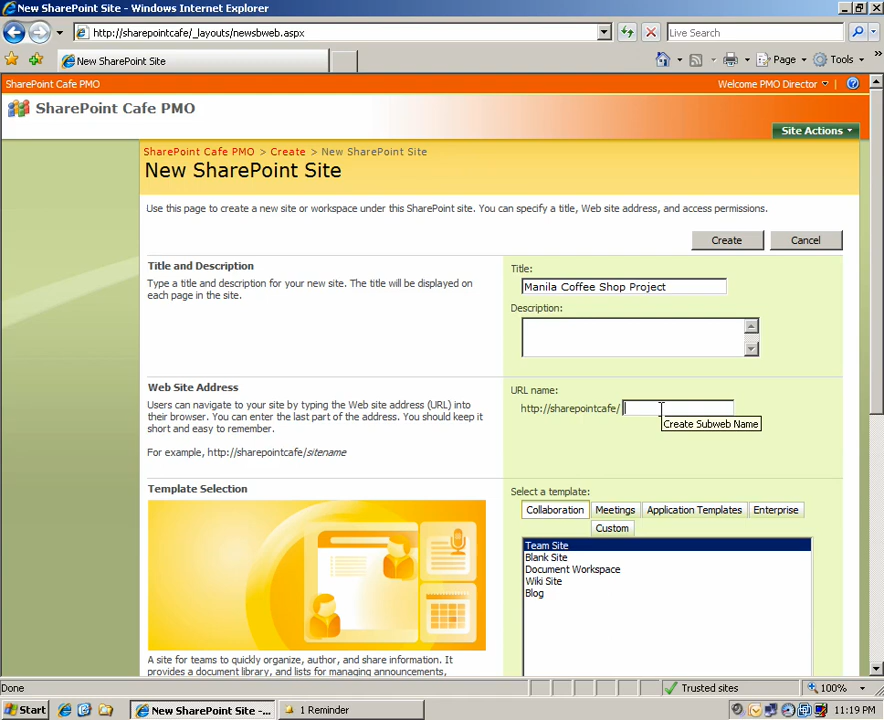 New SharePoint Site - Windows Internet Explorer
http://sharepointcafe/_layouts/newsbweb.aspx
Live Search
New SharePoint Site
Page
Tools
SharePoint Cafe PMO
Welcome PMO Director
SharePoint Cafe PMO
Site Actions
SharePoint Cafe PMO > Create > New SharePoint Site
New SharePoint Site
Use this page to create a new site or workspace under this SharePoint site. You can specify a title, Web site address, and access permissions.
Create
Cancel
Title and Description
Type a title and description for your new site. The title will be displayed on
each page in the site.
Title:
Manila Coffee Shop Project
Description:
Web Site Address
Users can navigate to your site by typing the Web site address (URL) into
their browser. You can enter the last part of the address. You should keep it
short and easy to remember.
For example, http://sharepointcafe/sitename
URL name:
http://sharepointcafe/
Create Subweb Name
Template Selection
Select a template:
Collaboration
Meetings
Application Templates
Enterprise
Custom
Team Site
Blank Site
Document Workspace
Wiki Site
Blog
A site for teams to quickly organize, author, and share information. It
provides a document library, and lists for managing announcements,
Done
Trusted sites
100%
Start
New SharePoint Site -...
1 Reminder
11:19 PM